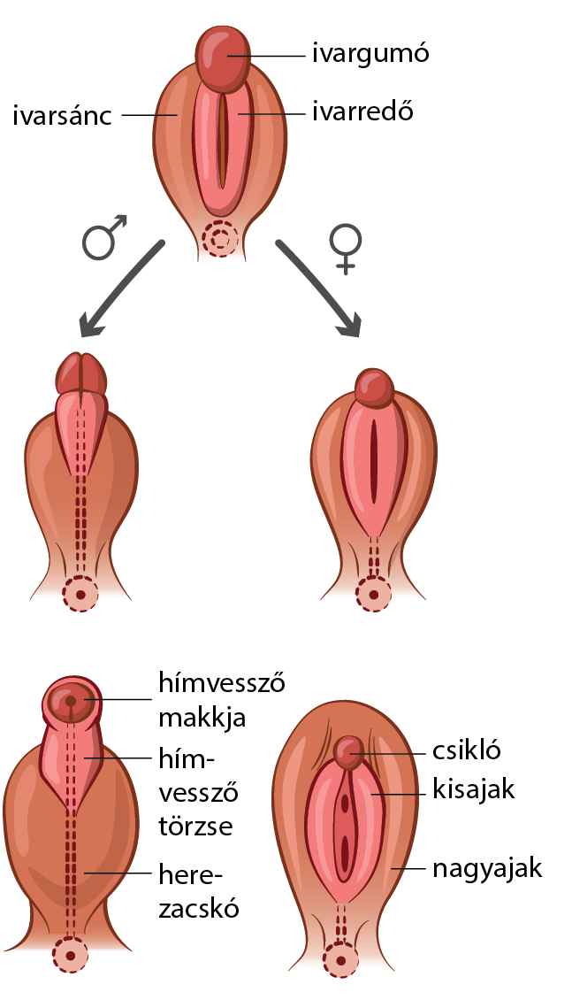 ivargumó
ivarsánc
ivarredő
♂
♀
hímvessző
makkja
hím-
vessző
törzse
here-
zacskó
csikló
kisajak
nagyajak